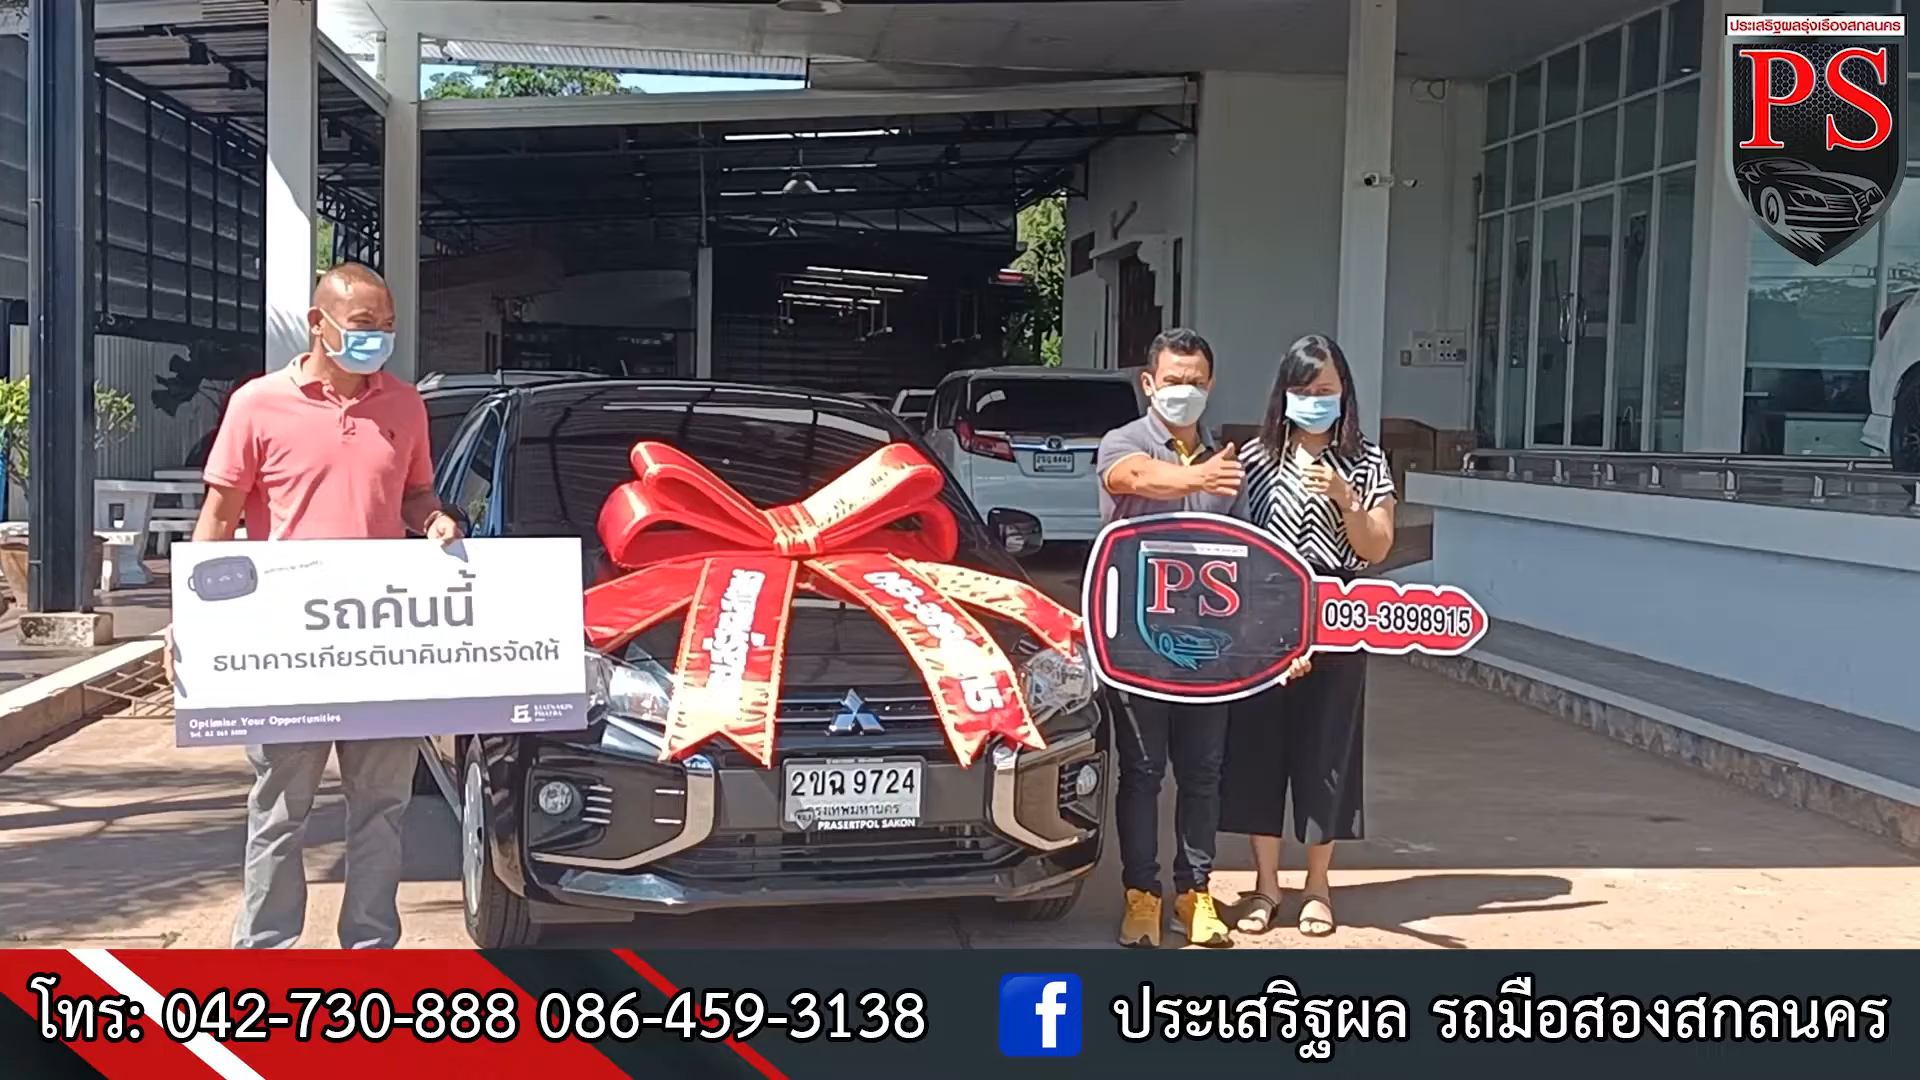 ประเสริฐผลรุ่งเรืองสกลนคร
PS
รถคันนี้
ธนาคารเกียรตินาคินภัทรจัดให้
Optimise Your Opportunities
KIATNAKIN
PHATRA
PS
093-3898915
2ขฉ 9724
กรุงเทพมหานคร
PRASERTPOL SAKON
โทร: 042-730-888 086-459-3138
f ประเสริฐผล รถมือสองสกลนคร